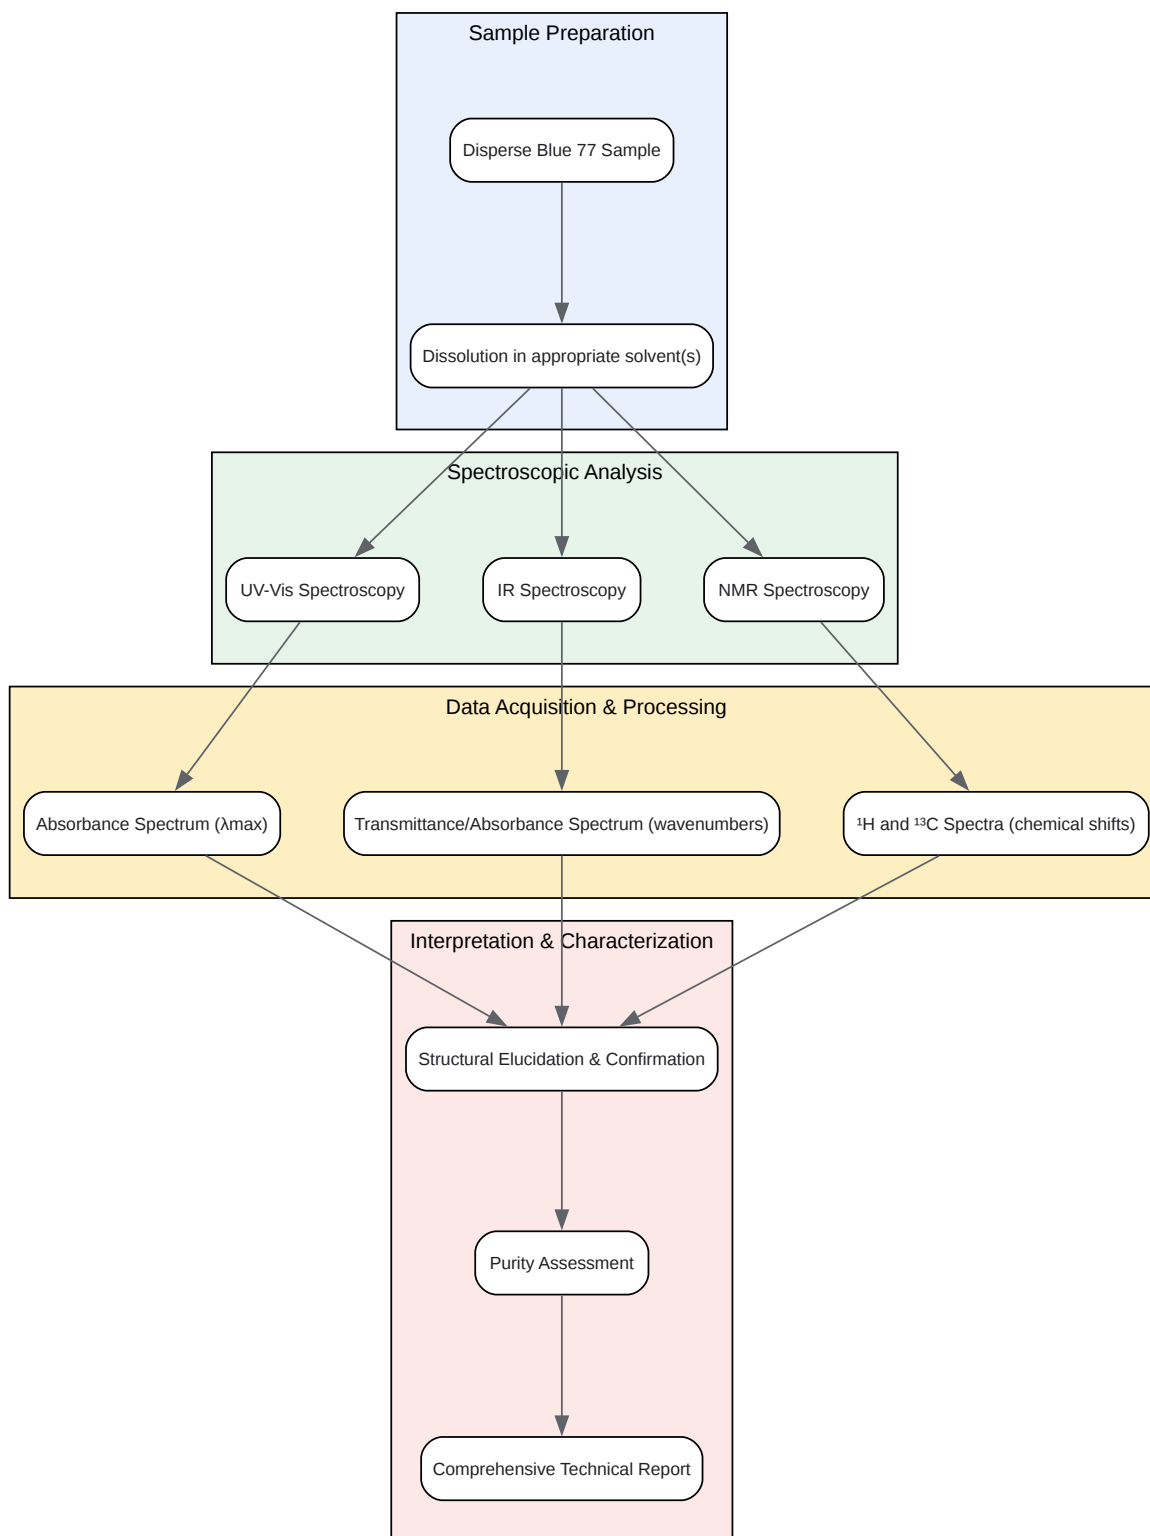 Sample Preparation
Disperse Blue 77 Sample
Dissolution in appropriate solvent(s)
Spectroscopic Analysis
UV-Vis Spectroscopy
IR Spectroscopy
NMR Spectroscopy
Data Acquisition & Processing
Absorbance Spectrum (λmax)
Transmittance/Absorbance Spectrum (wavenumbers)
¹H and ¹³C Spectra (chemical shifts)
Interpretation & Characterization
Structural Elucidation & Confirmation
Purity Assessment
Comprehensive Technical Report